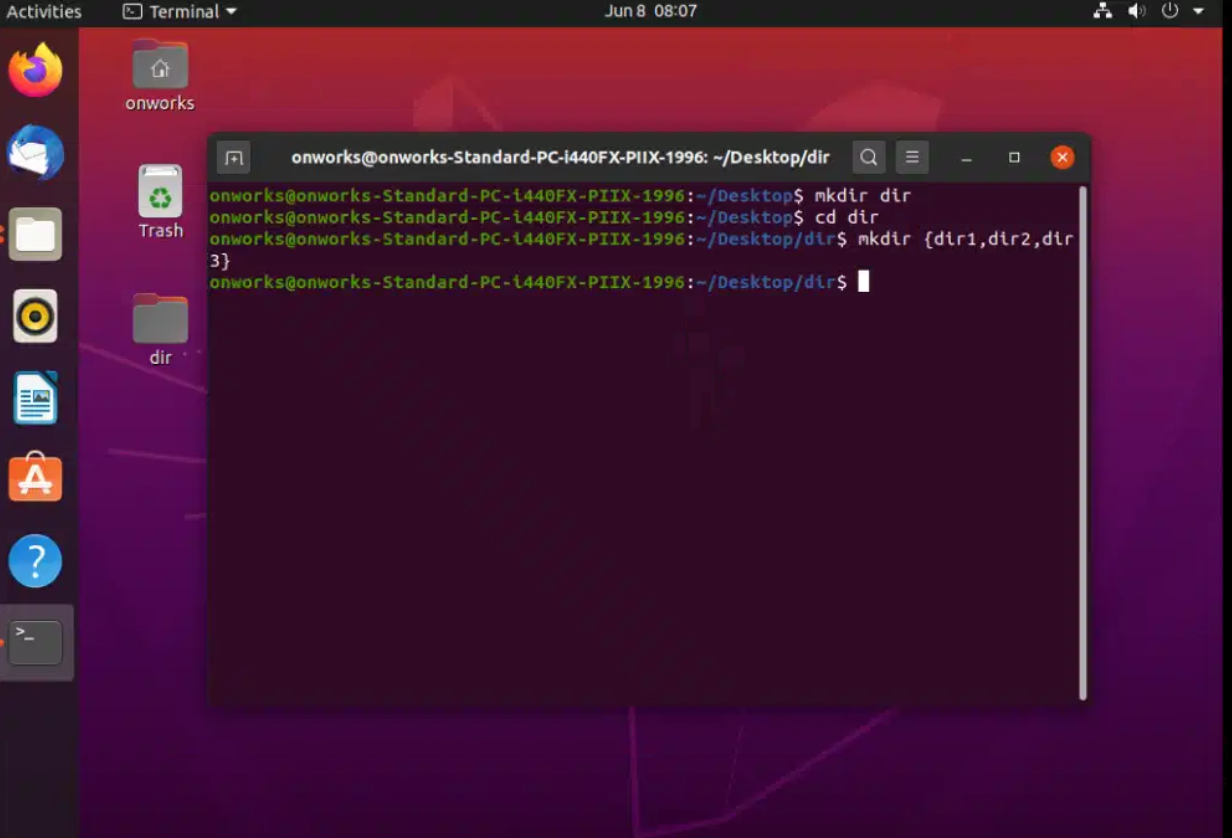 Activities
Terminal
Jun 8 08:07
onworks
Trash
dir
onworks@onworks-Standard-PC-i440FX-PIIX-1996: ~/Desktop/dir
onworks@onworks-Standard-PC-i440FX-PIIX-1996:~/Desktop$ mkdir dir
onworks@onworks-Standard-PC-i440FX-PIIX-1996:~/Desktop$ cd dir
onworks@onworks-Standard-PC-i440FX-PIIX-1996:~/Desktop/dir$ mkdir {dir1,dir2,dir
3}
onworks@onworks-Standard-PC-i440FX-PIIX-1996:~/Desktop/dir$